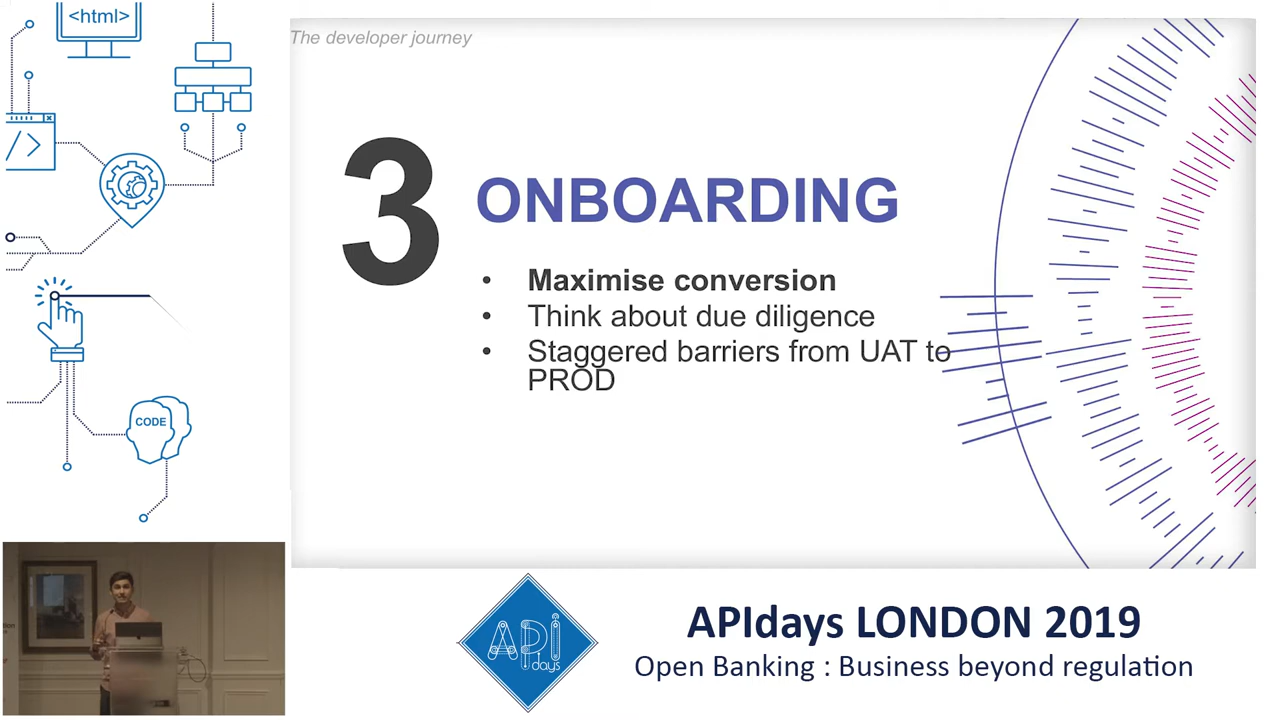 <html>
The developer journey
</>
3
ONBOARDING
• Maximise conversion
• Think about due diligence
• Staggered barriers from UAT to
PROD
CODE
API
days
APIdays LONDON 2019
Open Banking : Business beyond regulation